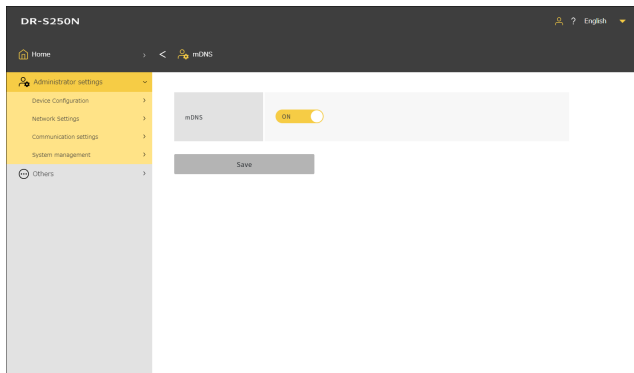 DR-S250N
? English
Home
< mDNS
Administrator settings
Device Configuration
Network Settings
Communication settings
System management
Others
mDNS
ON
Save